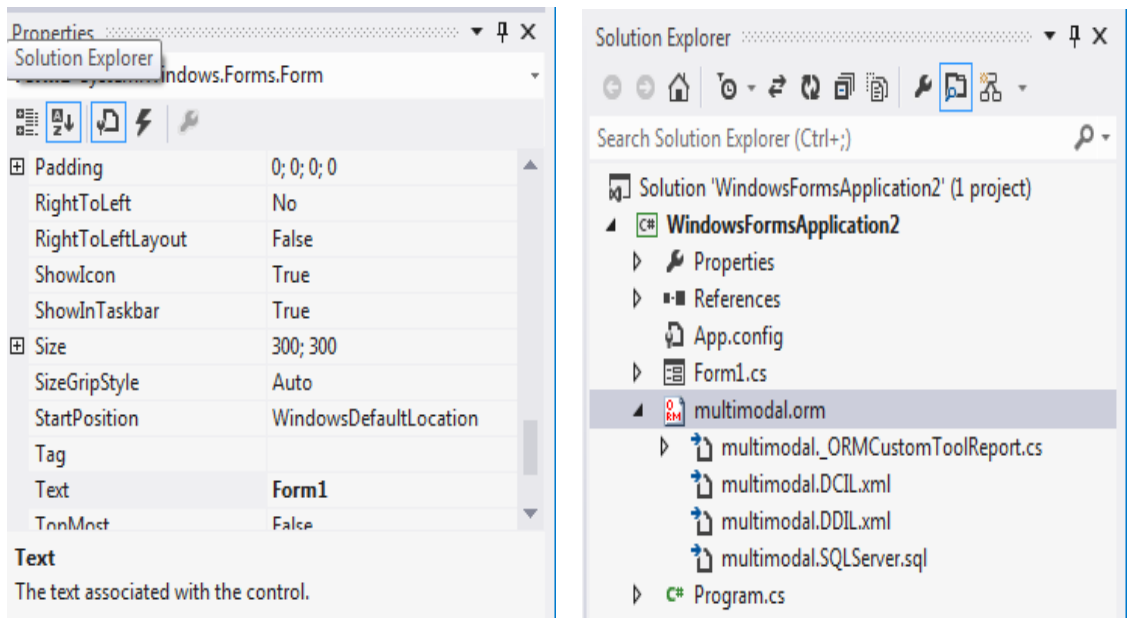 Properties
Solution Explorer
Windows.Forms.Form
Padding 0; 0; 0; 0
RightToLeft No
RightToLeftLayout False
ShowIcon True
ShowInTaskbar True
Size 300; 300
SizeGripStyle Auto
StartPosition WindowsDefaultLocation
Tag
Text Form1
TopMost False
Text
The text associated with the control.
Solution Explorer
Search Solution Explorer (Ctrl+;)
Solution 'WindowsFormsApplication2' (1 project)
C# WindowsFormsApplication2
Properties
References
App.config
Form1.cs
ORM multimodal.orm
multimodal._ORMCustomToolReport.cs
multimodal.DCIL.xml
multimodal.DDIL.xml
multimodal.SQLServer.sql
C# Program.cs